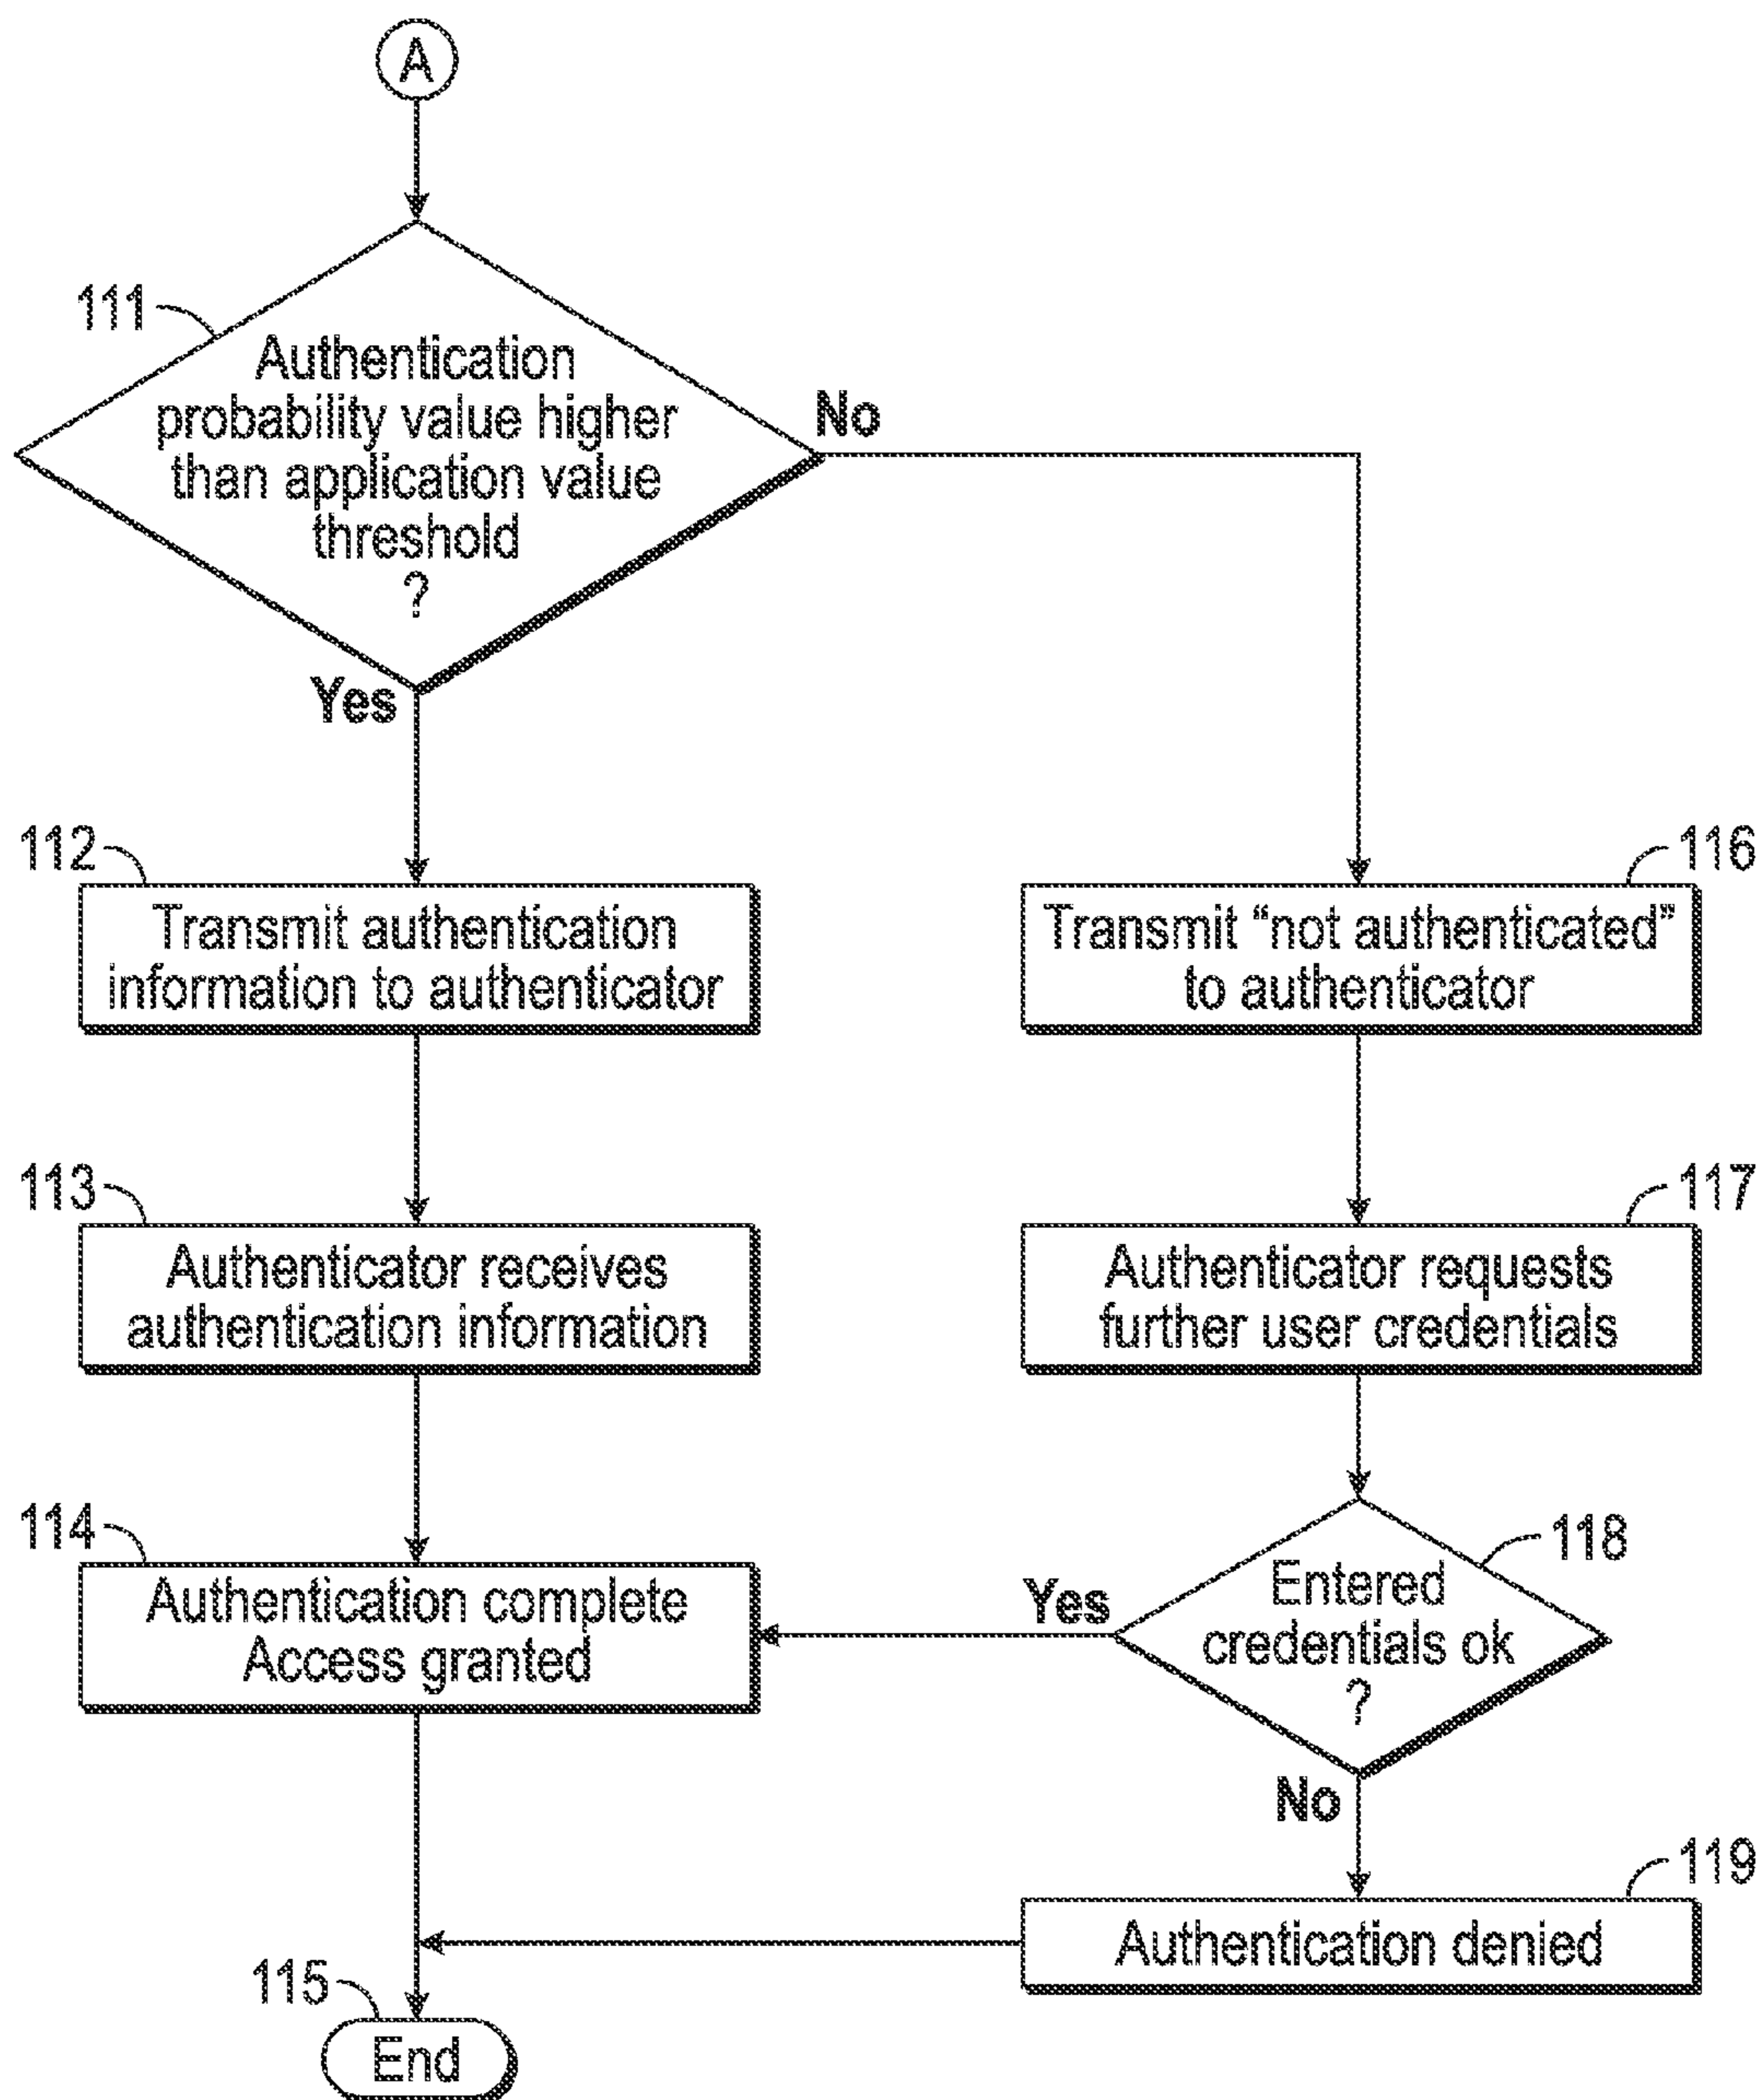 A
111
Authentication
probability value higher
than application value
threshold
?
No
Yes
112
Transmit authentication
information to authenticator
116
Transmit “not authenticated”
to authenticator
113
Authenticator receives
authentication information
117
Authenticator requests
further user credentials
114
Authentication complete
Access granted
118
Entered
credentials ok
?
Yes
No
119
Authentication denied
115
End